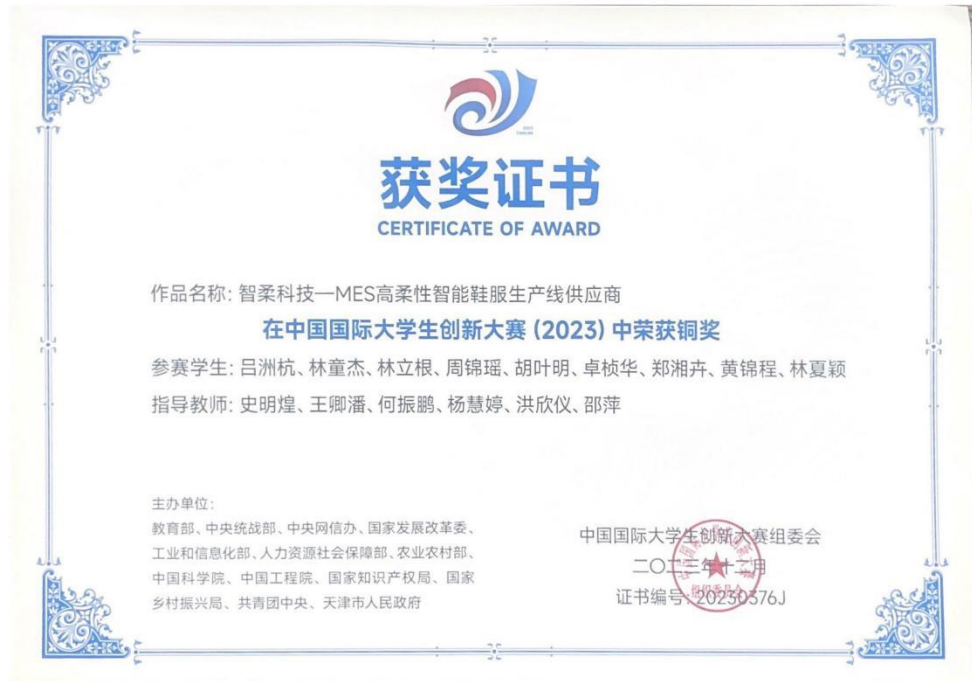 获奖证书
CERTIFICATE OF AWARD
作品名称: 智柔科技—MES高柔性智能鞋服生产线供应商
在中国国际大学生创新大赛 (2023) 中荣获铜奖
参赛学生: 吕洲杭、林童杰、林立根、周锦瑶、胡叶明、卓桢华、郑湘卉、黄锦程、林夏颖
指导教师: 史明煌、王卿潘、何振鹏、杨慧婷、洪欣仪、邵萍
主办单位:
教育部、中央统战部、中央网信办、国家发展改革委、
工业和信息化部、人力资源社会保障部、农业农村部、
中国科学院、中国工程院、国家知识产权局、国家
乡村振兴局、共青团中央、天津市人民政府
中国国际大学生创新大赛组委会
二〇二三年十二月
证书编号: 20230376J